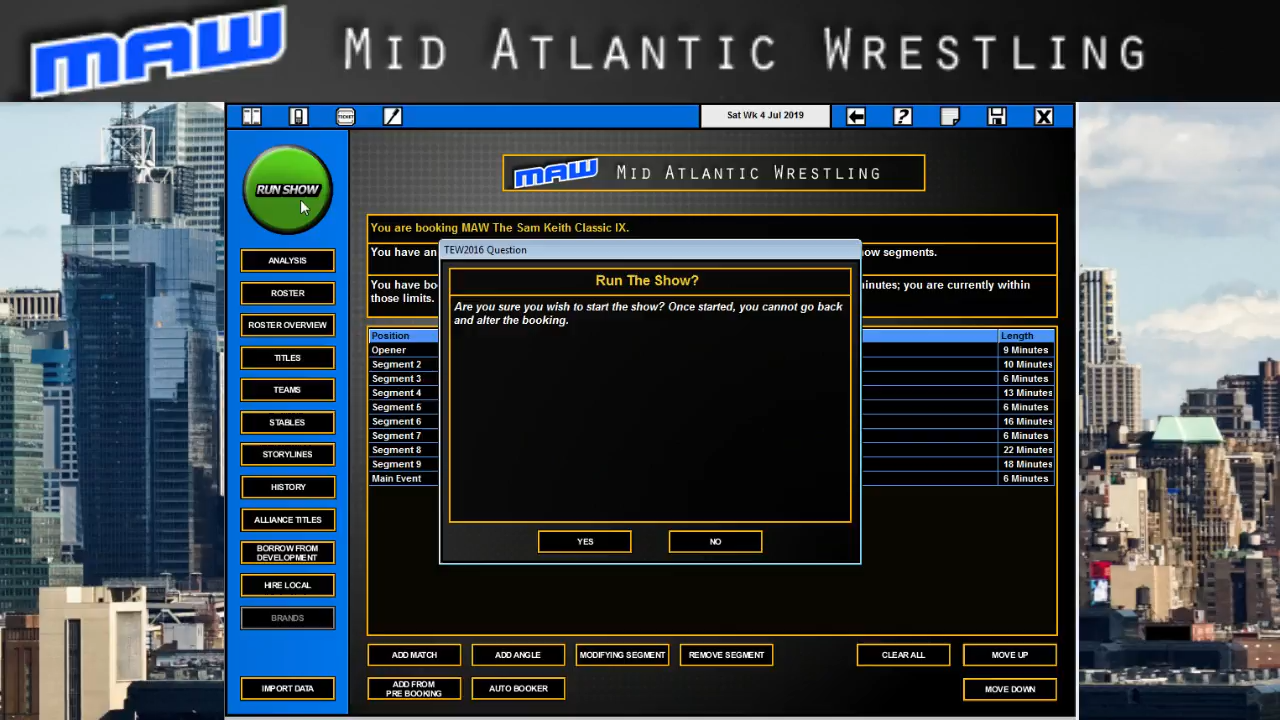 MAW MID ATLANTIC WRESTLING
TICKET
Sat Wk 4 Jul 2019
?
RUN SHOW
MAW MID ATLANTIC WRESTLING
You are booking MAW The Sam Keith Classic IX.
You have an
ow segments.
You have bo
inutes; you are currently within
those limits.
TEW2016 Question
Run The Show?
Are you sure you wish to start the show? Once started, you cannot go back
and alter the booking.
YES
NO
Position
Length
Opener
9 Minutes
Segment 2
10 Minutes
Segment 3
6 Minutes
Segment 4
13 Minutes
Segment 5
6 Minutes
Segment 6
16 Minutes
Segment 7
6 Minutes
Segment 8
22 Minutes
Segment 9
18 Minutes
Main Event
6 Minutes
ANALYSIS
ROSTER
ROSTER OVERVIEW
TITLES
TEAMS
STABLES
STORYLINES
HISTORY
ALLIANCE TITLES
BORROW FROM
DEVELOPMENT
HIRE LOCAL
BRANDS
IMPORT DATA
ADD MATCH
ADD ANGLE
MODIFYING SEGMENT
REMOVE SEGMENT
CLEAR ALL
MOVE UP
ADD FROM
PRE BOOKING
AUTO BOOKER
MOVE DOWN